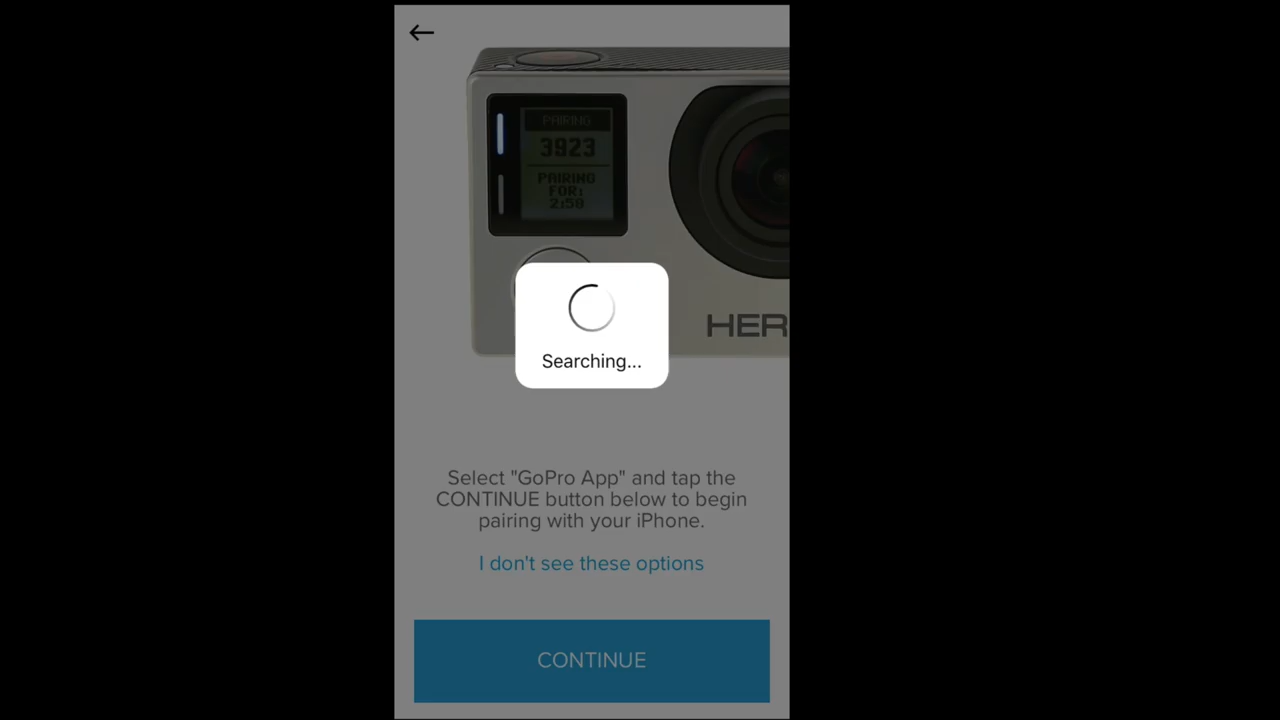 PAIRING
3923
PAIRING
FOR:
2:58
HER
Searching...
Select "GoPro App" and tap the
CONTINUE button below to begin
pairing with your iPhone.
I don't see these options
CONTINUE